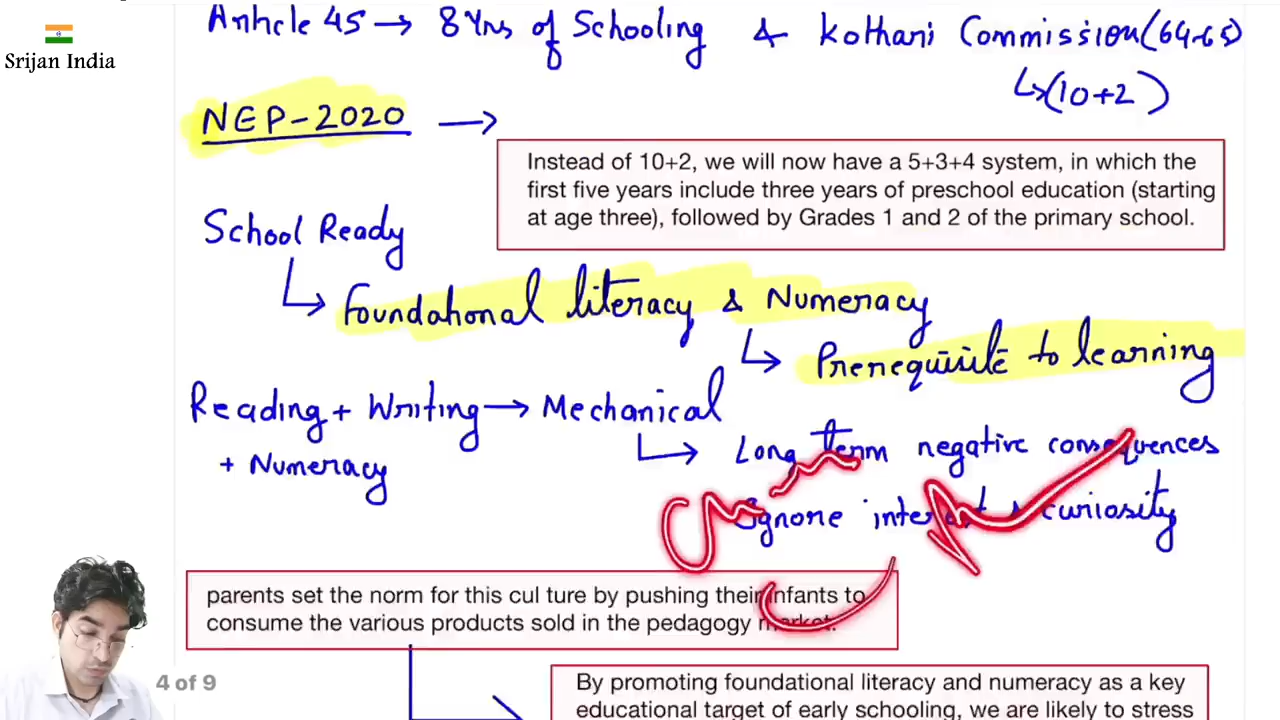 Article 45 → 8 Yrs of Schooling & Kothari Commission (64-65)
Srijan India
↳ (10+2)
NEP-2020 →
Instead of 10+2, we will now have a 5+3+4 system, in which the
first five years include three years of preschool education (starting
at age three), followed by Grades 1 and 2 of the primary school.
School Ready
↳ Foundational literacy & Numeracy
↳ Prerequisite to learning
Reading + Writing → Mechanical
+ Numeracy
↳ Long term negative consequences
Ignore interest & curiosity
parents set the norm for this cul ture by pushing their infants to
consume the various products sold in the pedagogy market.
4 of 9
By promoting foundational literacy and numeracy as a key
educational target of early schooling, we are likely to stress